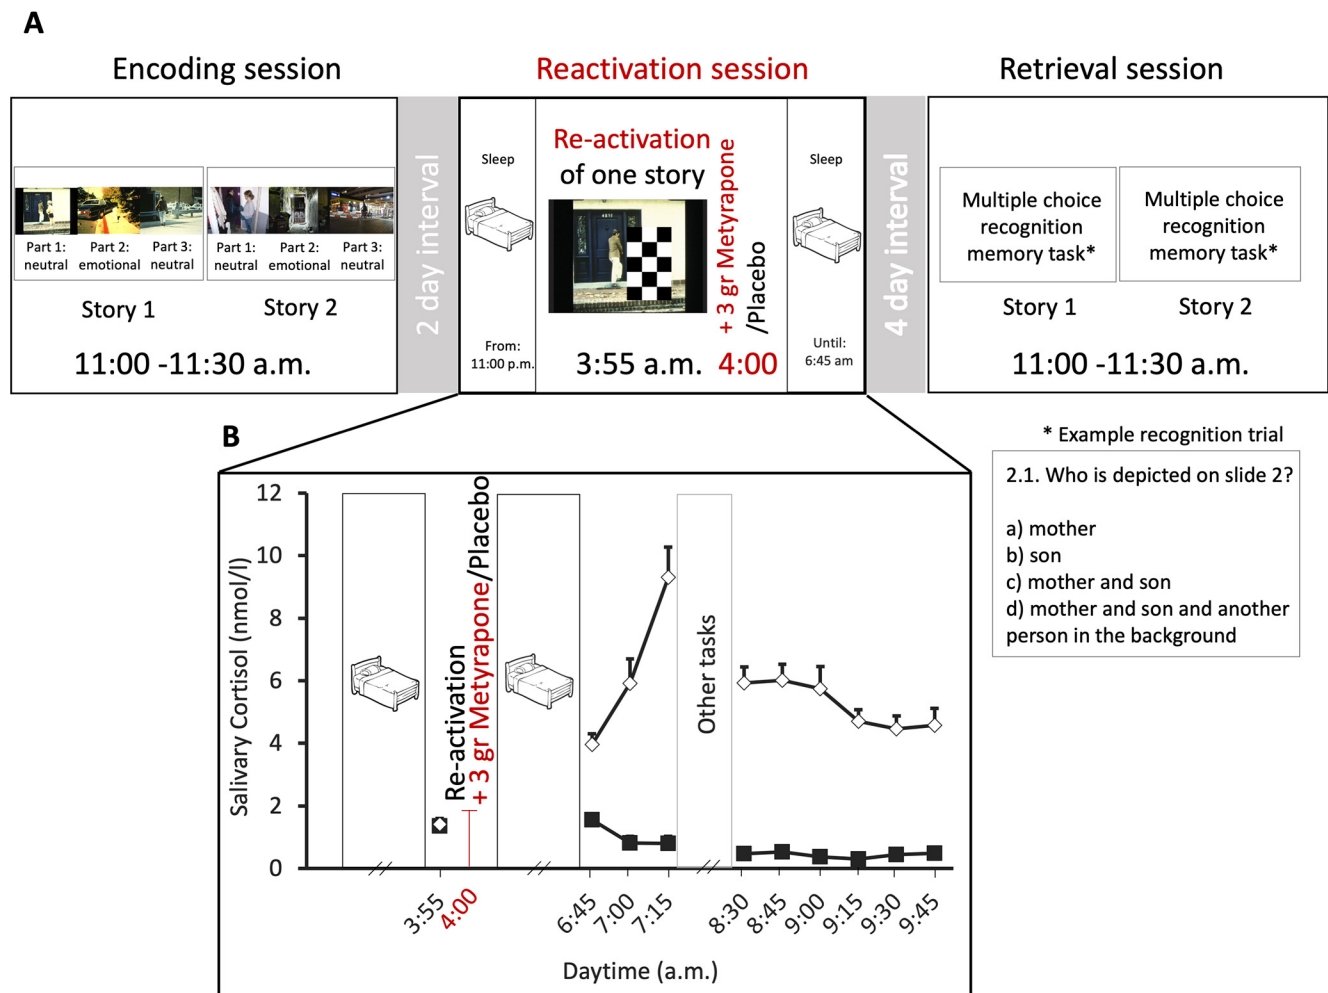 A
Encoding session
Reactivation session
Retrieval session
Part 1:
neutral
Part 2:
emotional
Part 3:
neutral
Part 1:
neutral
Part 2:
emotional
Part 3:
neutral
Story 1
Story 2
11:00 -11:30 a.m.
2 day interval
Sleep
From:
11:00 p.m.
Re-activation
of one story
3:55 a.m.
+ 3 gr Metyrapone
/Placebo
4:00
Sleep
Until:
6:45 am
4 day interval
Multiple choice
recognition
memory task*
Multiple choice
recognition
memory task*
Story 1
Story 2
11:00 -11:30 a.m.
* Example recognition trial
2.1. Who is depicted on slide 2?
a) mother
b) son
c) mother and son
d) mother and son and another
person in the background
B
Salivary Cortisol (nmol/l)
12
10
8
6
4
2
0
Re-activation
+ 3 gr Metyrapone/Placebo
Other tasks
3:55
4:00
6:45
7:00
7:15
8:30
8:45
9:00
9:15
9:30
9:45
Daytime (a.m.)